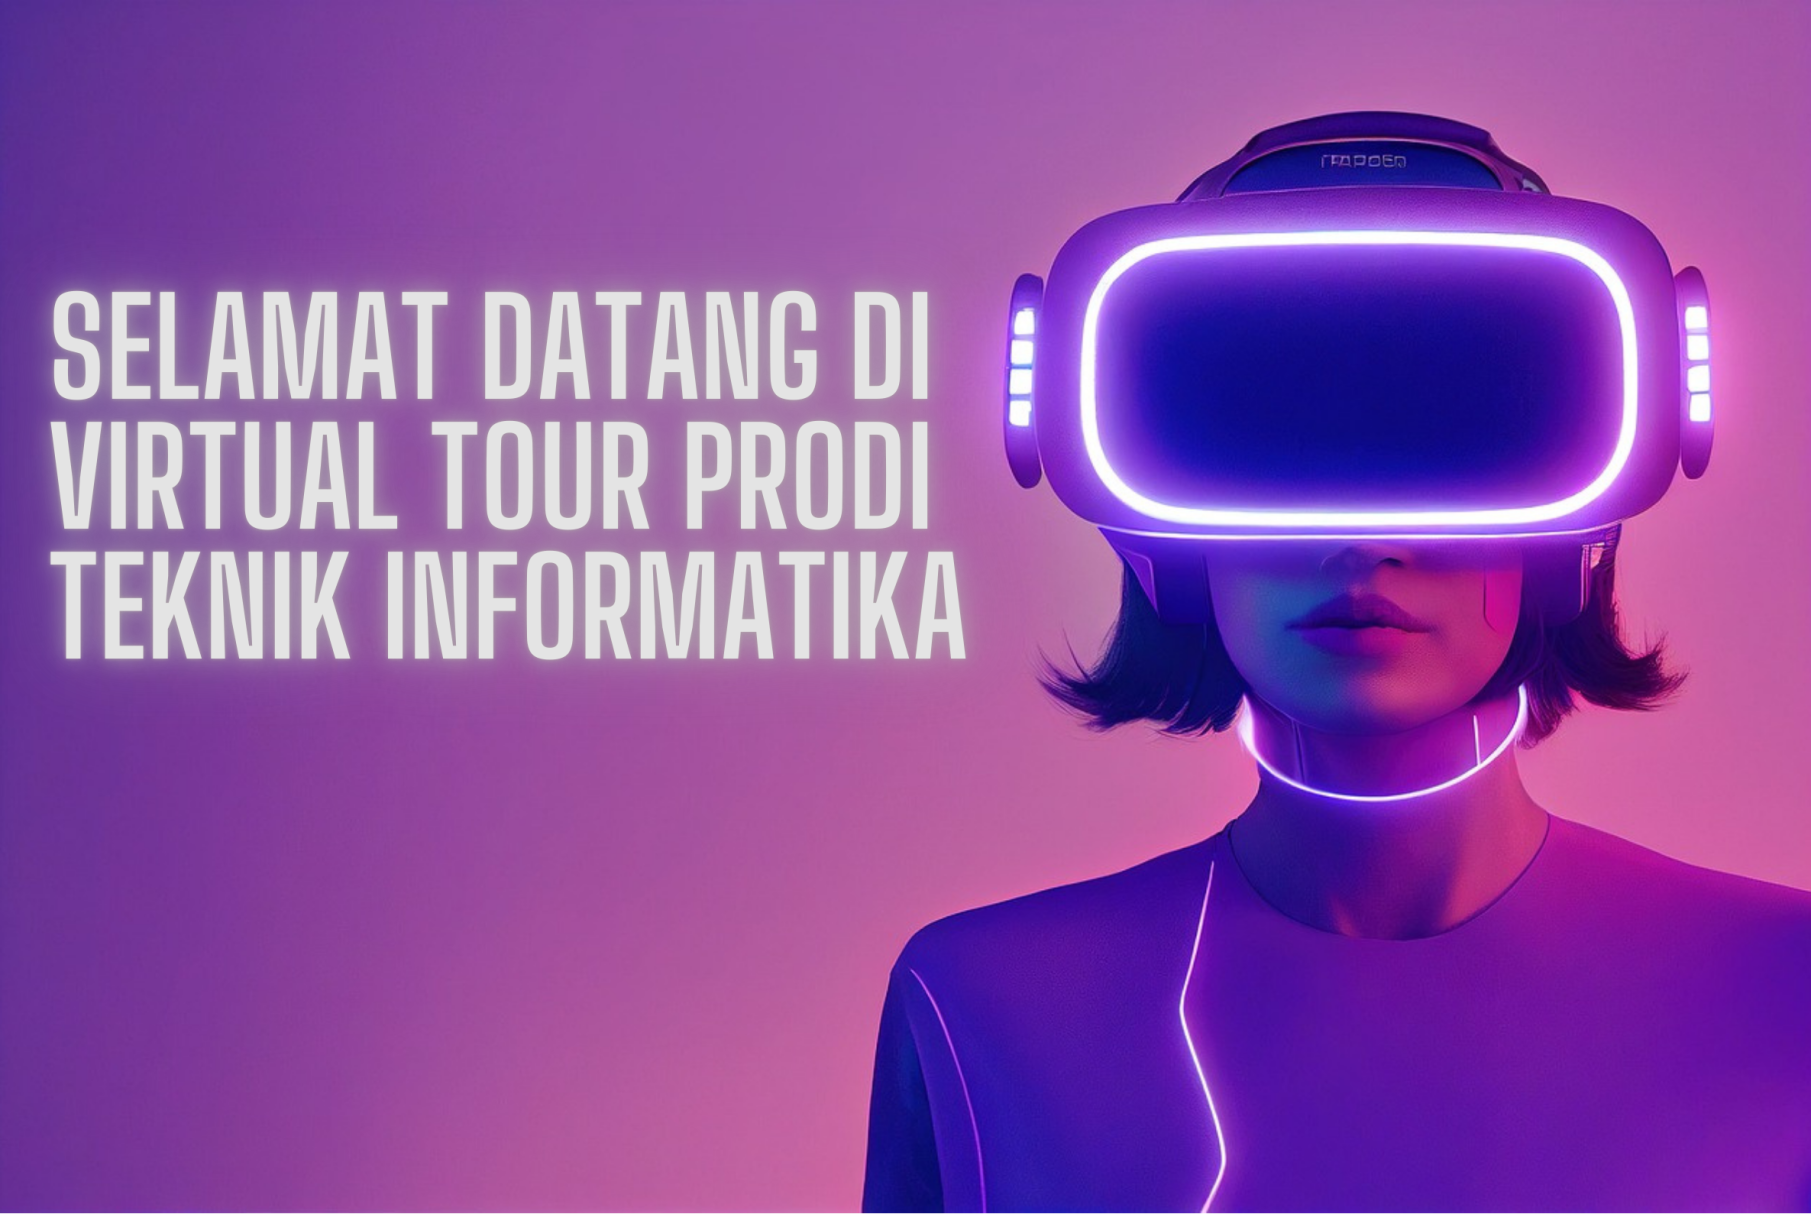 SELAMAT DATANG DI
VIRTUAL TOUR PRODI
TEKNIK INFORMATIKA